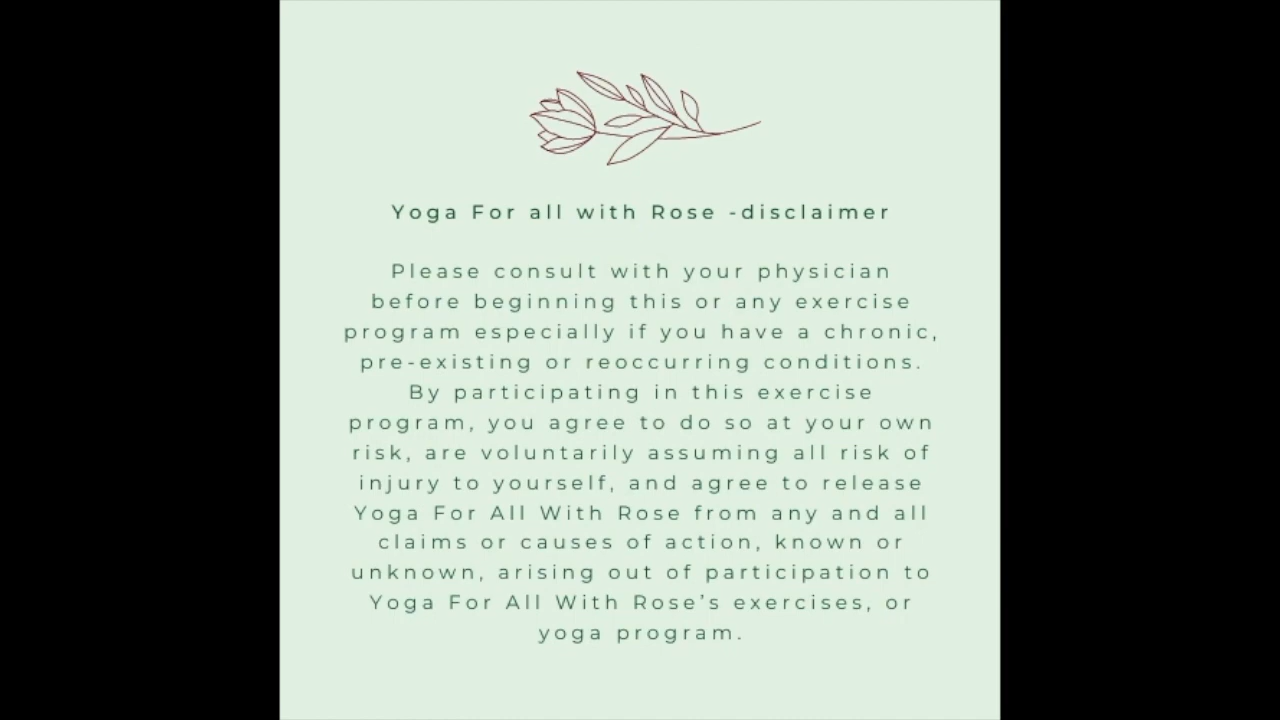 Yoga For all with Rose -disclaimer
Please consult with your physician
before beginning this or any exercise
program especially if you have a chronic,
pre-existing or reoccurring conditions.
By participating in this exercise
program, you agree to do so at your own
risk, are voluntarily assuming all risk of
injury to yourself, and agree to release
Yoga For All With Rose from any and all
claims or causes of action, known or
unknown, arising out of participation to
Yoga For All With Rose’s exercises, or
yoga program.